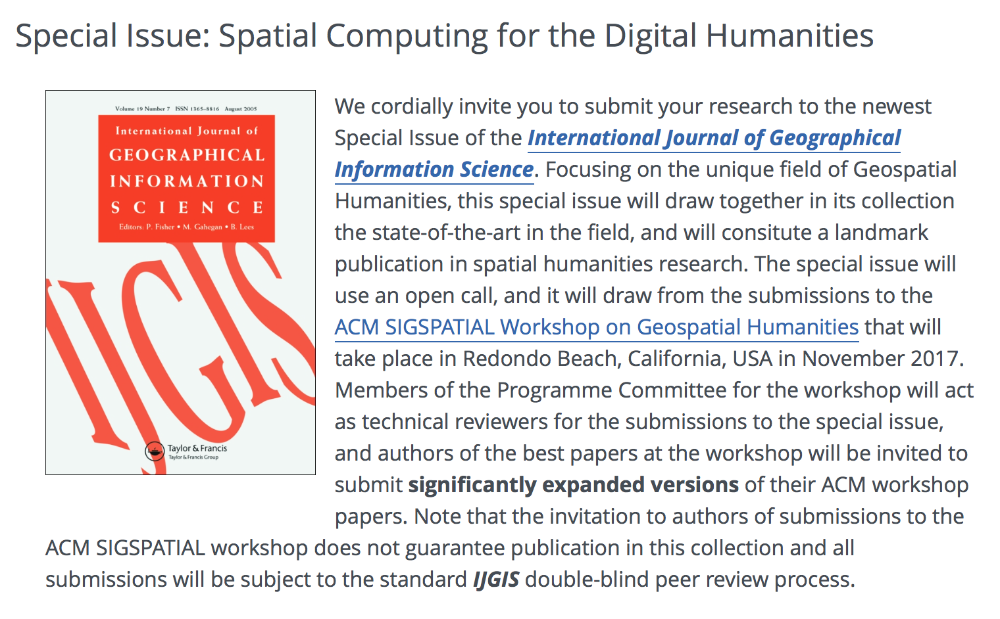 Special Issue: Spatial Computing for the Digital Humanities
Volume 19 Number 7 ISSN 1365–8816 August 2005
International Journal of
GEOGRAPHICAL
INFORMATION
SCIENCE
Editors: P. Fisher • M. Gahegan • B. Lees
IJGIS
Taylor & Francis
Taylor & Francis Group
We cordially invite you to submit your research to the newest
Special Issue of the International Journal of Geographical
Information Science. Focusing on the unique field of Geospatial
Humanities, this special issue will draw together in its collection
the state-of-the-art in the field, and will consitute a landmark
publication in spatial humanities research. The special issue will
use an open call, and it will draw from the submissions to the
ACM SIGSPATIAL Workshop on Geospatial Humanities that will
take place in Redondo Beach, California, USA in November 2017.
Members of the Programme Committee for the workshop will act
as technical reviewers for the submissions to the special issue,
and authors of the best papers at the workshop will be invited to
submit significantly expanded versions of their ACM workshop
papers. Note that the invitation to authors of submissions to the
ACM SIGSPATIAL workshop does not guarantee publication in this collection and all
submissions will be subject to the standard IJGIS double-blind peer review process.